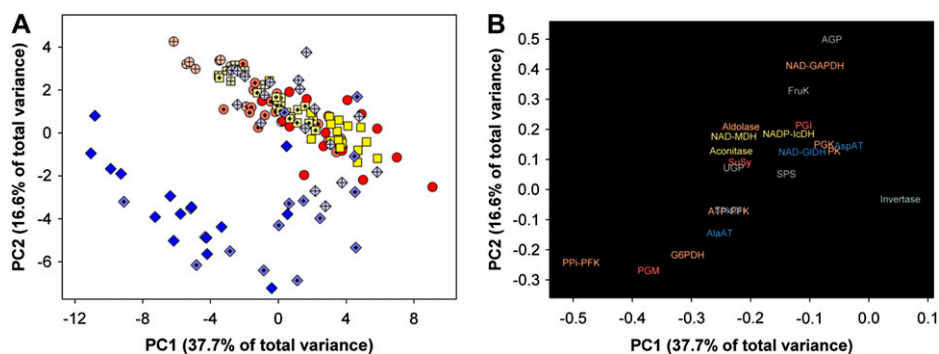 A
PC2 (16.6% of total variance)
4
2
0
-2
-4
-6
-12
-8
-4
0
4
8
PC1 (37.7% of total variance)
B
PC2 (16.6% of total variance)
0.5
0.4
0.3
0.2
0.1
0.0
-0.1
-0.2
-0.3
AGP
NAD-GAPDH
FruK
Aldolase
PGI
NAD-MDH
NADP-IcDH
PGK
AspAT
Aconitase
NAD-GlDH
PK
SuSy
UGP
SPS
Invertase
ATP-PFK
AlaAT
G6PDH
PPi-PFK
PGM
-0.5
-0.4
-0.3
-0.2
-0.1
0.0
0.1
PC1 (37.7% of total variance)